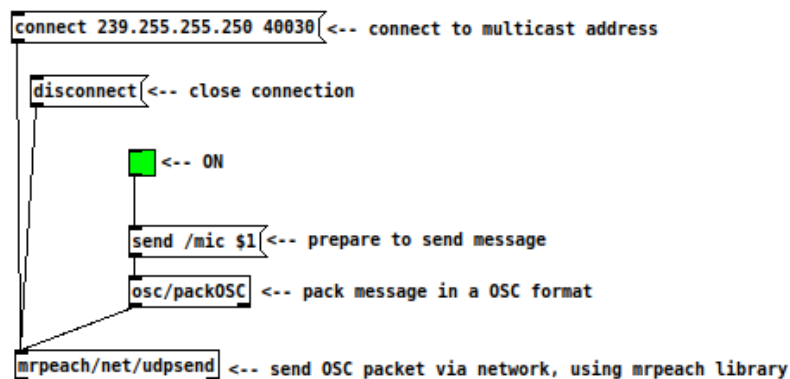 connect 239.255.255.250 40030 <-- connect to multicast address
disconnect <-- close connection
<-- ON
send /mic $1 <-- prepare to send message
osc/packOSC <-- pack message in a OSC format
mrpeach/net/udpsend <-- send OSC packet via network, using mrpeach library